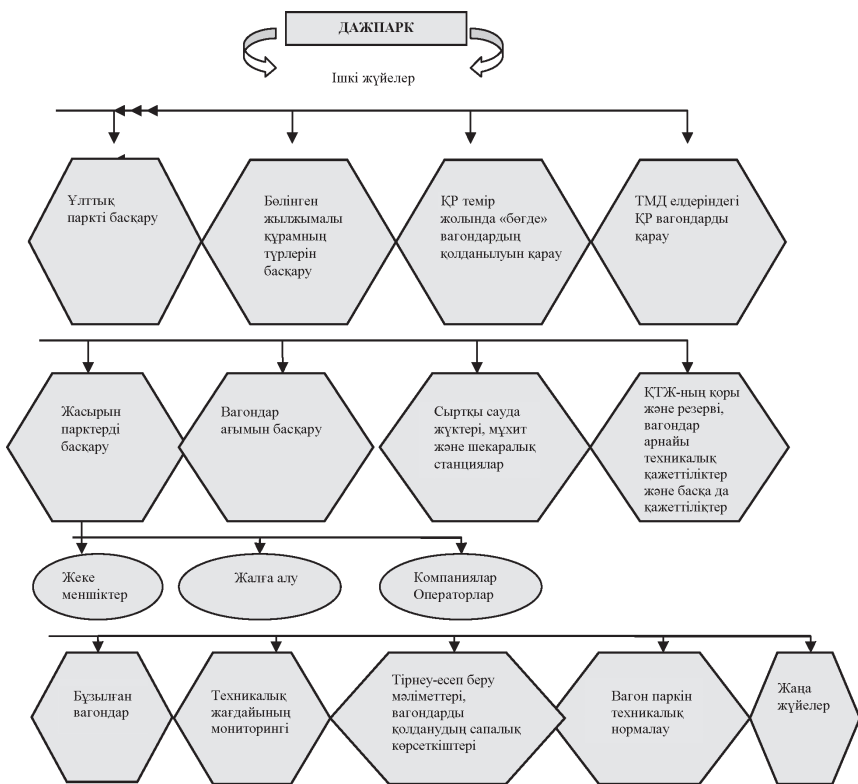 ДАЖПАРК
Ішкі жүйелер
Ұлттық
паркті басқару
Бөлінген
жылжымалы
құрамның
түрлерін
басқару
ҚР темір
жолында «бөгде»
вагондардың
қолданылуын қарау
ТМД елдеріндегі
ҚР вагондарды
қарау
Жасырын
парктерді
басқару
Вагондар
ағымын басқару
Сыртқы сауда
жүктері, мұхит
және шекаралық
станциялар
ҚТЖ-ның қоры
және резерві,
вагондар
арнайы
техникалық
қажеттіліктер
және басқа да
қажеттіліқтер
Жеке
меншіктер
Жалға алу
Компаниялар
Операторлар
Бұзылған
вагондар
Техникалық
жағдайының
мониторингі
Тірнеу-есеп беру
мәліметтері,
вагондарды
қолданудың сапалық
көрсеткіштері
Вагон паркін
техникалық
нормалау
Жаңа
жүйелер